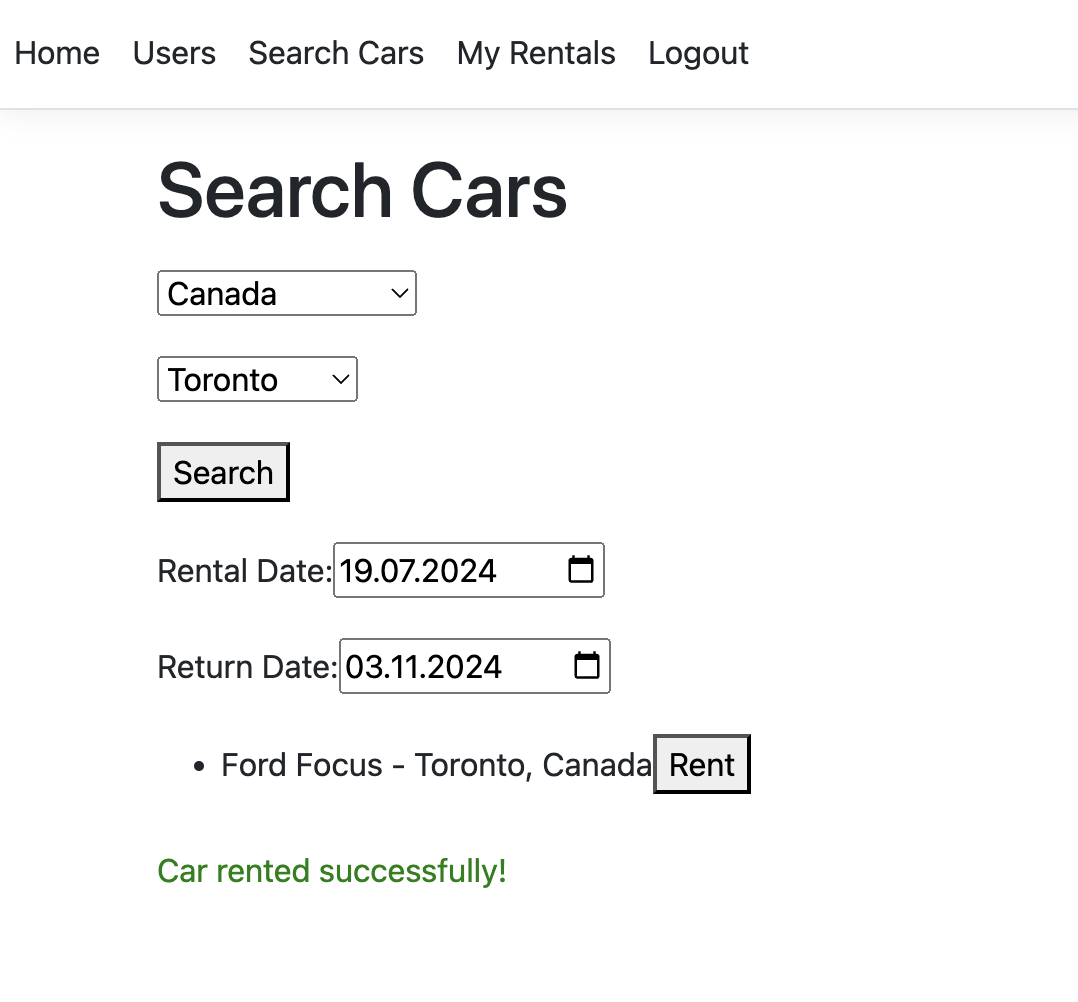 Home Users Search Cars My Rentals Logout
Search Cars
Canada
Toronto
Search
Rental Date: 19.07.2024
Return Date: 03.11.2024
• Ford Focus - Toronto, Canada Rent
Car rented successfully!